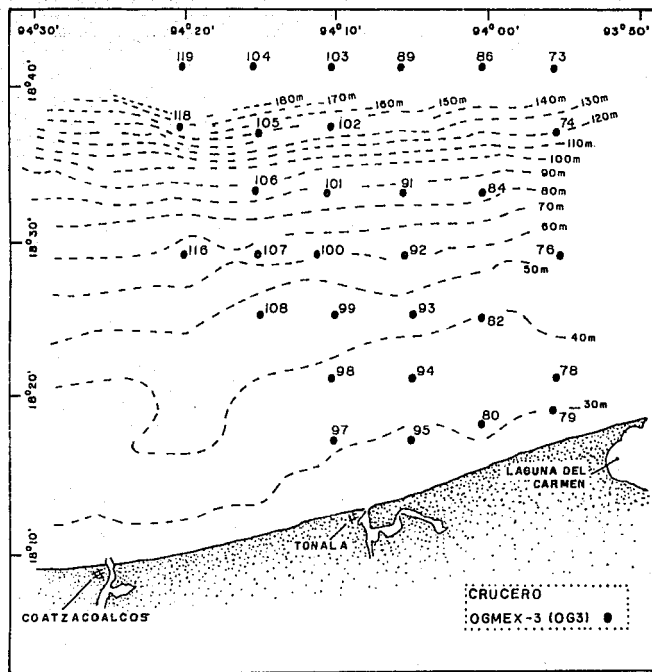 94°30' 94°20' 94°10' 94°00' 93°50'
119 104 103 89 86 73
18°40'
180m 170m 160m 150m 140m 130m
118 105 102 74 120m
110m
100m
90m
106 101 91 84 80m
70m
60m
18°30'
116 107 100 92 76
50m
108 99 93 82
40m
98 94 78
18°20'
97 95 80 79 30m
LAGUNA DEL
CARMEN
TONALA
18°10'
COATZACOALCOS
CRUCERO
OGMEX-3 (OG3)